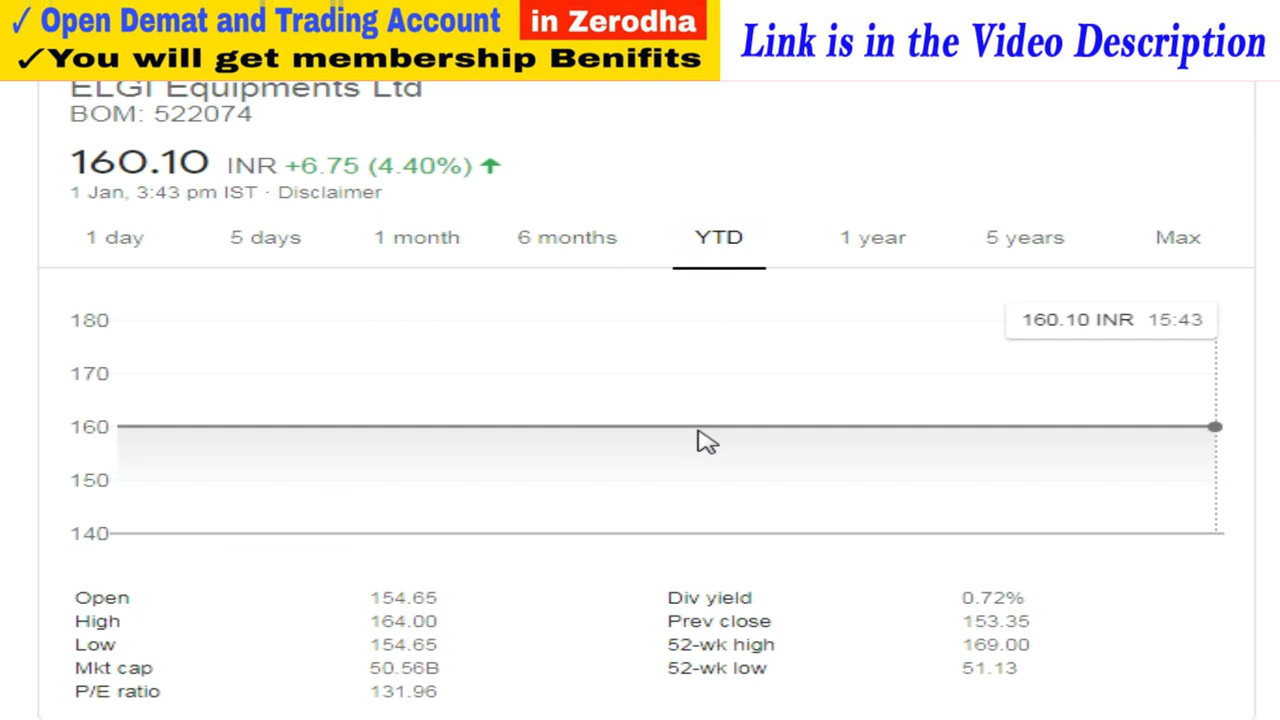 ✓ Open Demat and Trading Account in Zerodha
✓You will get membership Benifits
Link is in the Video Description
ELGI Equipments Ltd
BOM: 522074
160.10 INR +6.75 (4.40%) ↑
1 Jan, 3:43 pm IST · Disclaimer
1 day 5 days 1 month 6 months YTD 1 year 5 years Max
160.10 INR 15:43
180
170
160
150
140
Open 154.65 Div yield 0.72%
High 164.00 Prev close 153.35
Low 154.65 52-wk high 169.00
Mkt cap 50.56B 52-wk low 51.13
P/E ratio 131.96